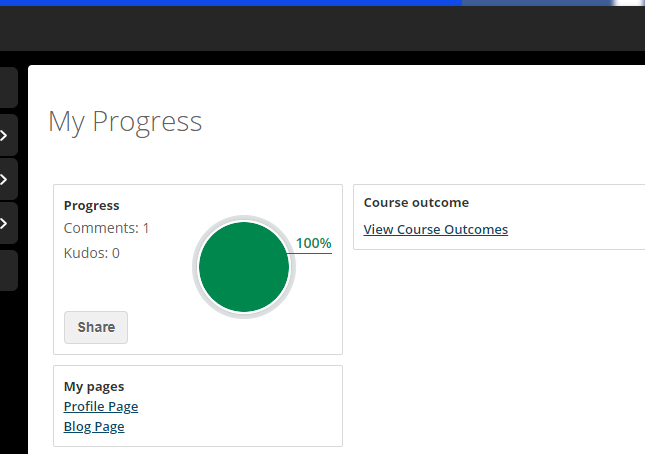 My Progress
Progress
Comments: 1
Kudos: 0
100%
Share
Course outcome
View Course Outcomes
My pages
Profile Page
Blog Page